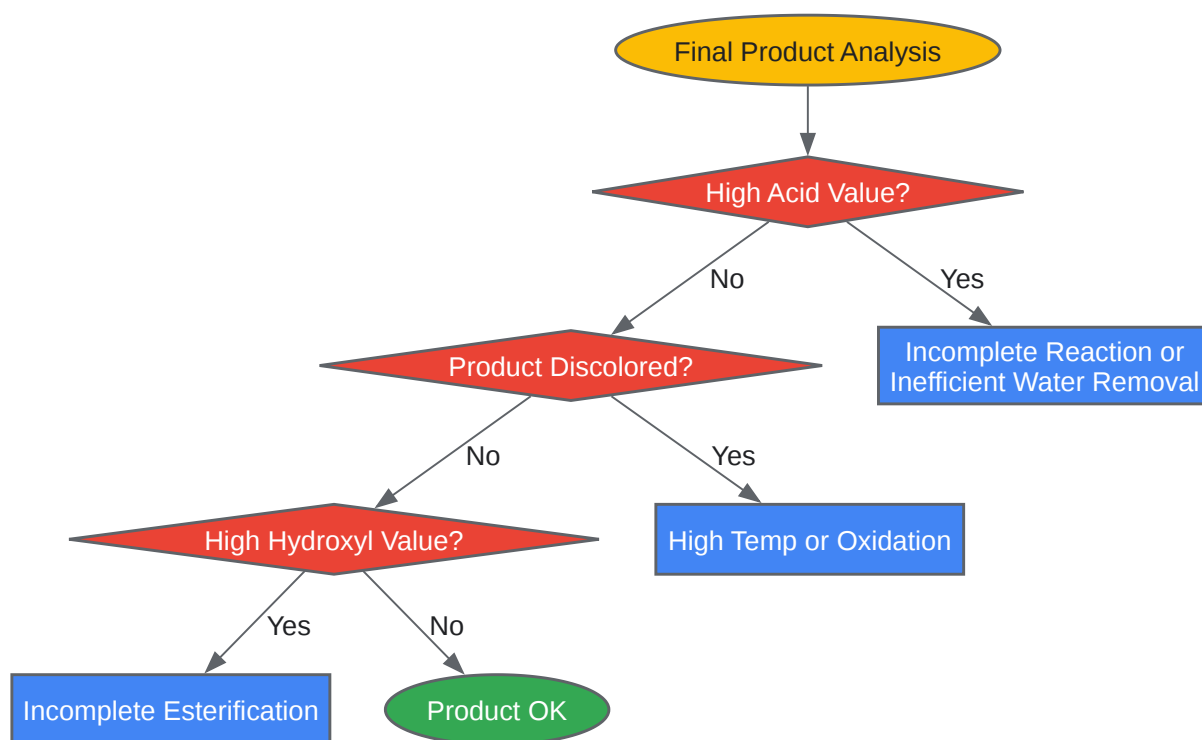 Final Product Analysis
High Acid Value?
No
Yes
Product Discolored?
Incomplete Reaction or
Inefficient Water Removal
No
Yes
High Hydroxyl Value?
High Temp or Oxidation
Yes
No
Incomplete Esterification
Product OK